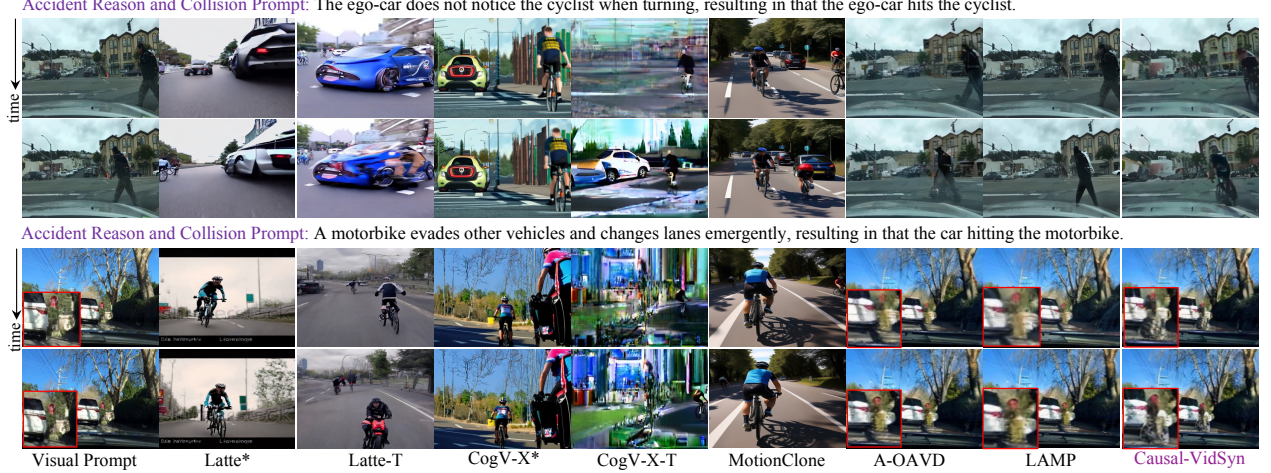 Accident Reason and Collision Prompt: The ego-car does not notice the cyclist when turning, resulting in that the ego-car hits the cyclist.
time
Accident Reason and Collision Prompt: A motorbike evades other vehicles and changes lanes emergently, resulting in that the car hitting the motorbike.
time
Visual Prompt Latte* Latte-T CogV-X* CogV-X-T MotionClone A-OAVD LAMP Causal-VidSyn